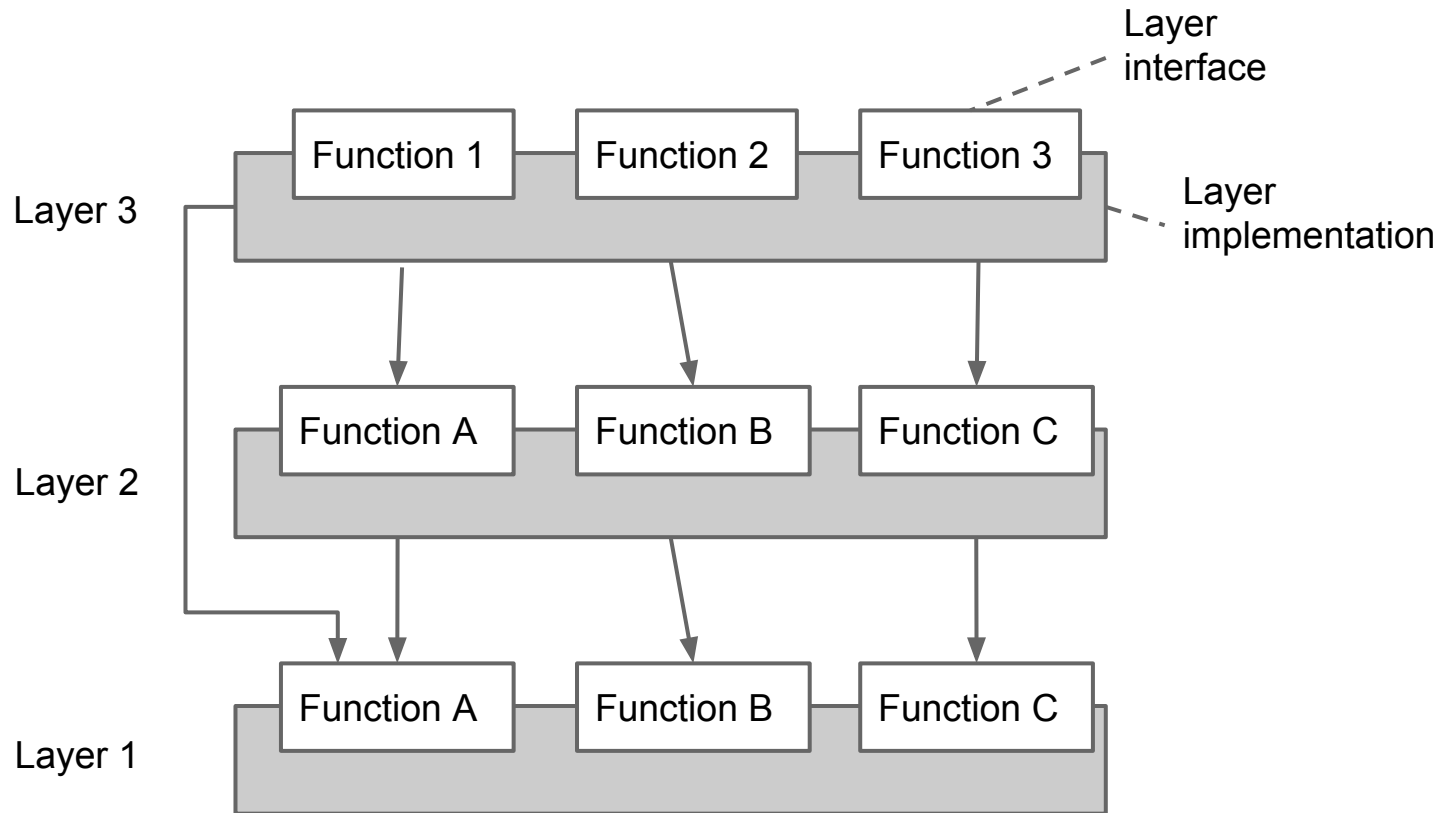 Layer
interface
Function 1
Function 2
Function 3
Layer 3
Layer
implementation
Function A
Function B
Function C
Layer 2
Function A
Function B
Function C
Layer 1